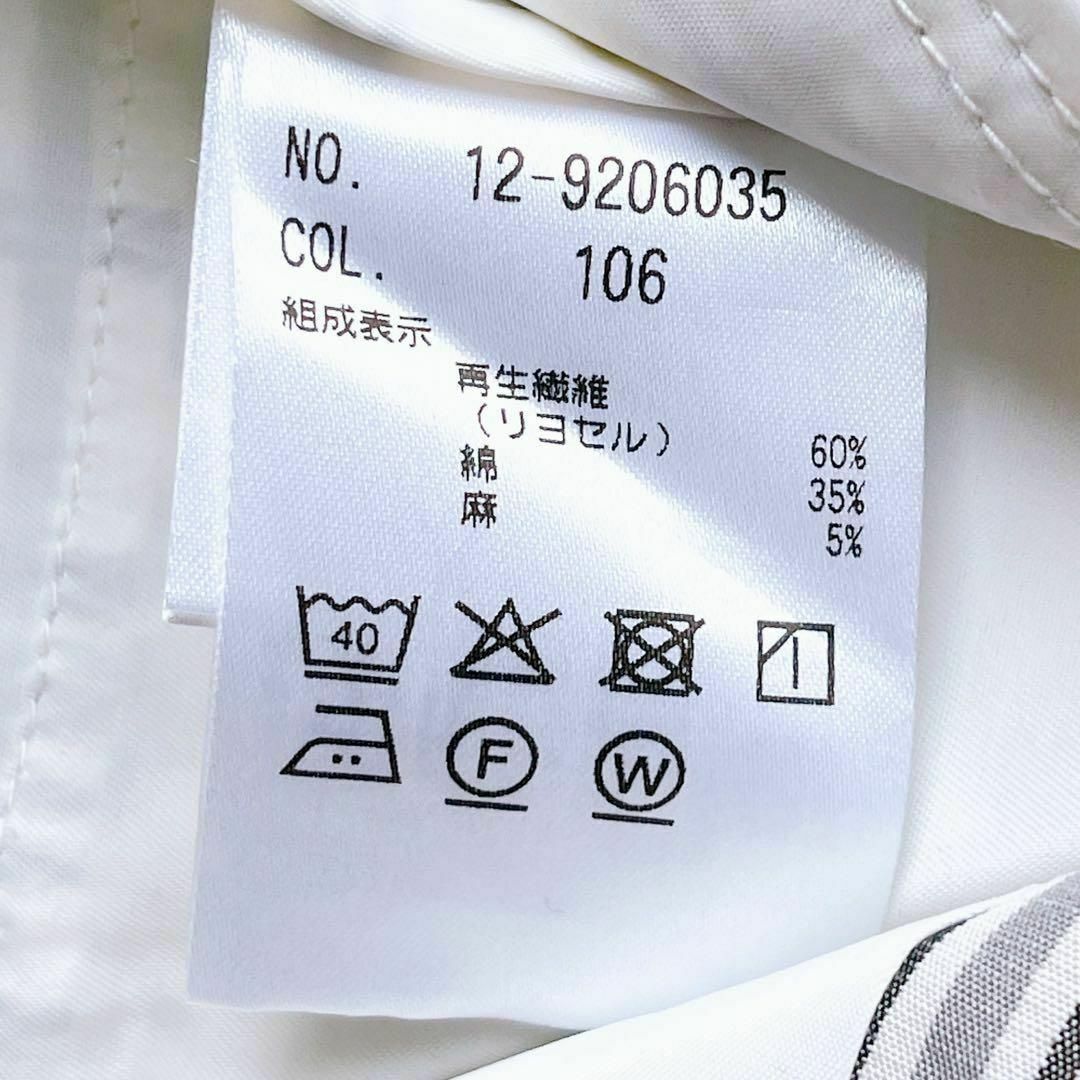 NO. 12-9206035
COL. 106
組成表示
再生繊維
(リヨセル) 60%
綿 35%
麻 5%
40
F W